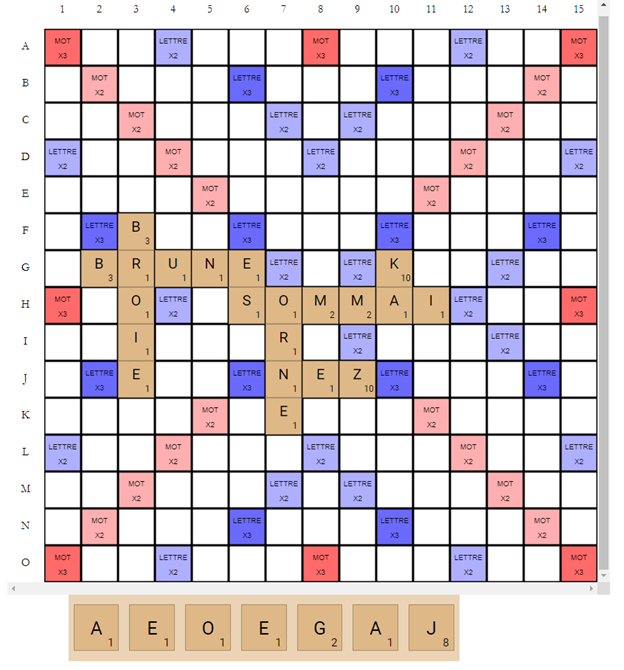 1 2 3 4 5 6 7 8 9 10 11 12 13 14 15
A MOT X3 LETTRE X2 MOT X3 LETTRE X2 MOT X3
B MOT X2 LETTRE X3 LETTRE X3 MOT X2
C MOT X2 LETTRE X2 LETTRE X2 MOT X2
D LETTRE X2 MOT X2 LETTRE X2 MOT X2 LETTRE X2
E MOT X2 MOT X2
F LETTRE X3 B 3 LETTRE X3 LETTRE X3 LETTRE X3
G B 3 R 1 U 1 N 1 E 1 LETTRE X2 LETTRE X2 K 10 LETTRE X2
H MOT X3 O 1 LETTRE X2 S 1 O 1 M 2 M 2 A 1 I 1 LETTRE X2 MOT X3
I I 1 R 1 LETTRE X2 LETTRE X2
J LETTRE X3 E 1 LETTRE X3 N 1 E 1 Z 10 LETTRE X3 LETTRE X3
K MOT X2 E 1 MOT X2
L LETTRE X2 MOT X2 LETTRE X2 MOT X2 LETTRE X2
M MOT X2 LETTRE X2 LETTRE X2 MOT X2
N MOT X2 LETTRE X3 LETTRE X3 MOT X2
O MOT X3 LETTRE X2 MOT X3 LETTRE X2 MOT X3
A 1 E 1 O 1 E 1 G 2 A 1 J 8